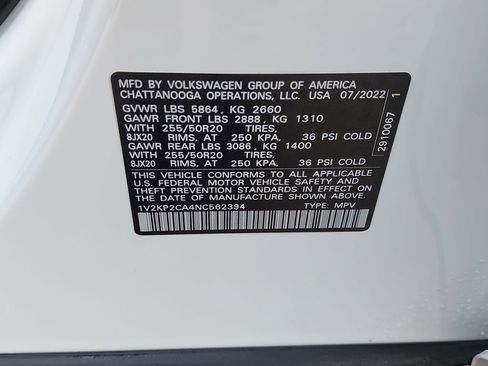 MFD BY VOLKSWAGEN GROUP OF AMERICA
CHATTANOOGA OPERATIONS, LLC. USA 07/2022
GVWR LBS 5864, KG 2660
GAWR FRONT LBS 2888, KG 1310
WITH 255/50R20 TIRES,
8JX20 RIMS, AT 250 KPA, 36 PSI COLD
GAWR REAR LBS 3086, KG 1400
WITH 255/50R20 TIRES,
8JX20 RIMS, AT 250 KPA, 36 PSI COLD
THIS VEHICLE CONFORMS TO ALL APPLICABLE
U.S. FEDERAL MOTOR VEHICLE SAFETY AND
THEFT PREVENTION STANDARDS IN EFFECT ON
THE DATE OF MANUFACTURE SHOWN ABOVE.
1V2KP2CA4NC562394 TYPE: MPV
2910067 1